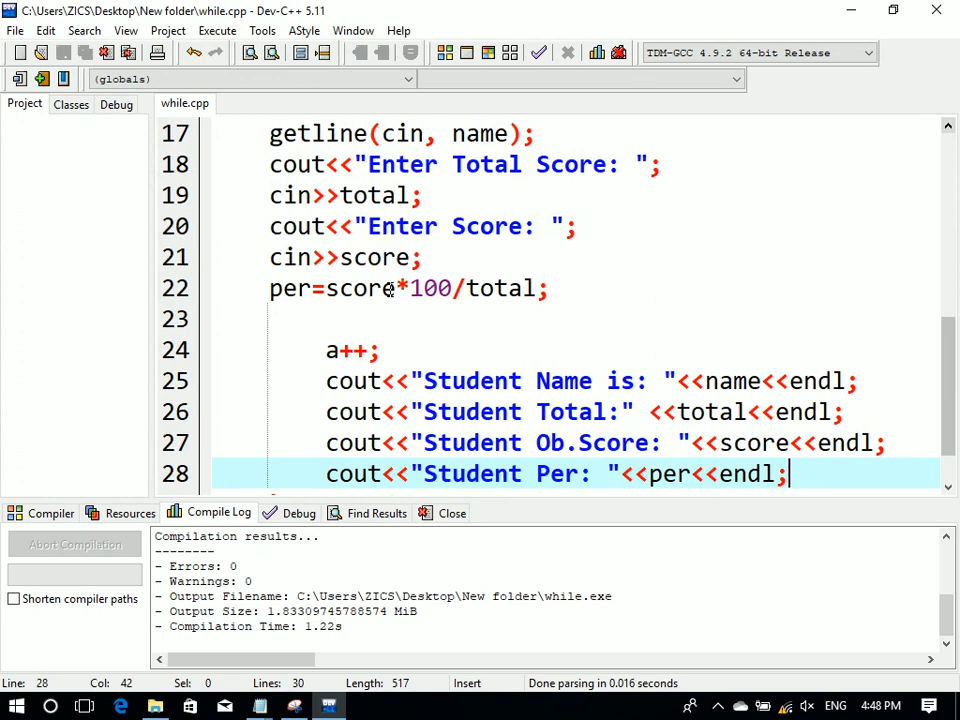 C:\Users\ZICS\Desktop\New folder\while.cpp - Dev-C++ 5.11
File Edit Search View Project Execute Tools AStyle Window Help
TDM-GCC 4.9.2 64-bit Release
(globals)
Project Classes Debug
while.cpp
17 getline(cin, name);
18 cout<<"Enter Total Score: ";
19 cin>>total;
20 cout<<"Enter Score: ";
21 cin>>score;
22 per=score*100/total;
23
24 a++;
25 cout<<"Student Name is: "<<name<<endl;
26 cout<<"Student Total:" <<total<<endl;
27 cout<<"Student Ob.Score: "<<score<<endl;
28 cout<<"Student Per: "<<per<<endl;
Compiler Resources Compile Log Debug Find Results Close
Abort Compilation
Shorten compiler paths
Compilation results...
--------
- Errors: 0
- Warnings: 0
- Output Filename: C:\Users\ZICS\Desktop\New folder\while.exe
- Output Size: 1.83309745788574 MiB
- Compilation Time: 1.22s
Line: 28 Col: 42 Sel: 0 Lines: 30 Length: 517 Insert Done parsing in 0.016 seconds
ENG 4:48 PM